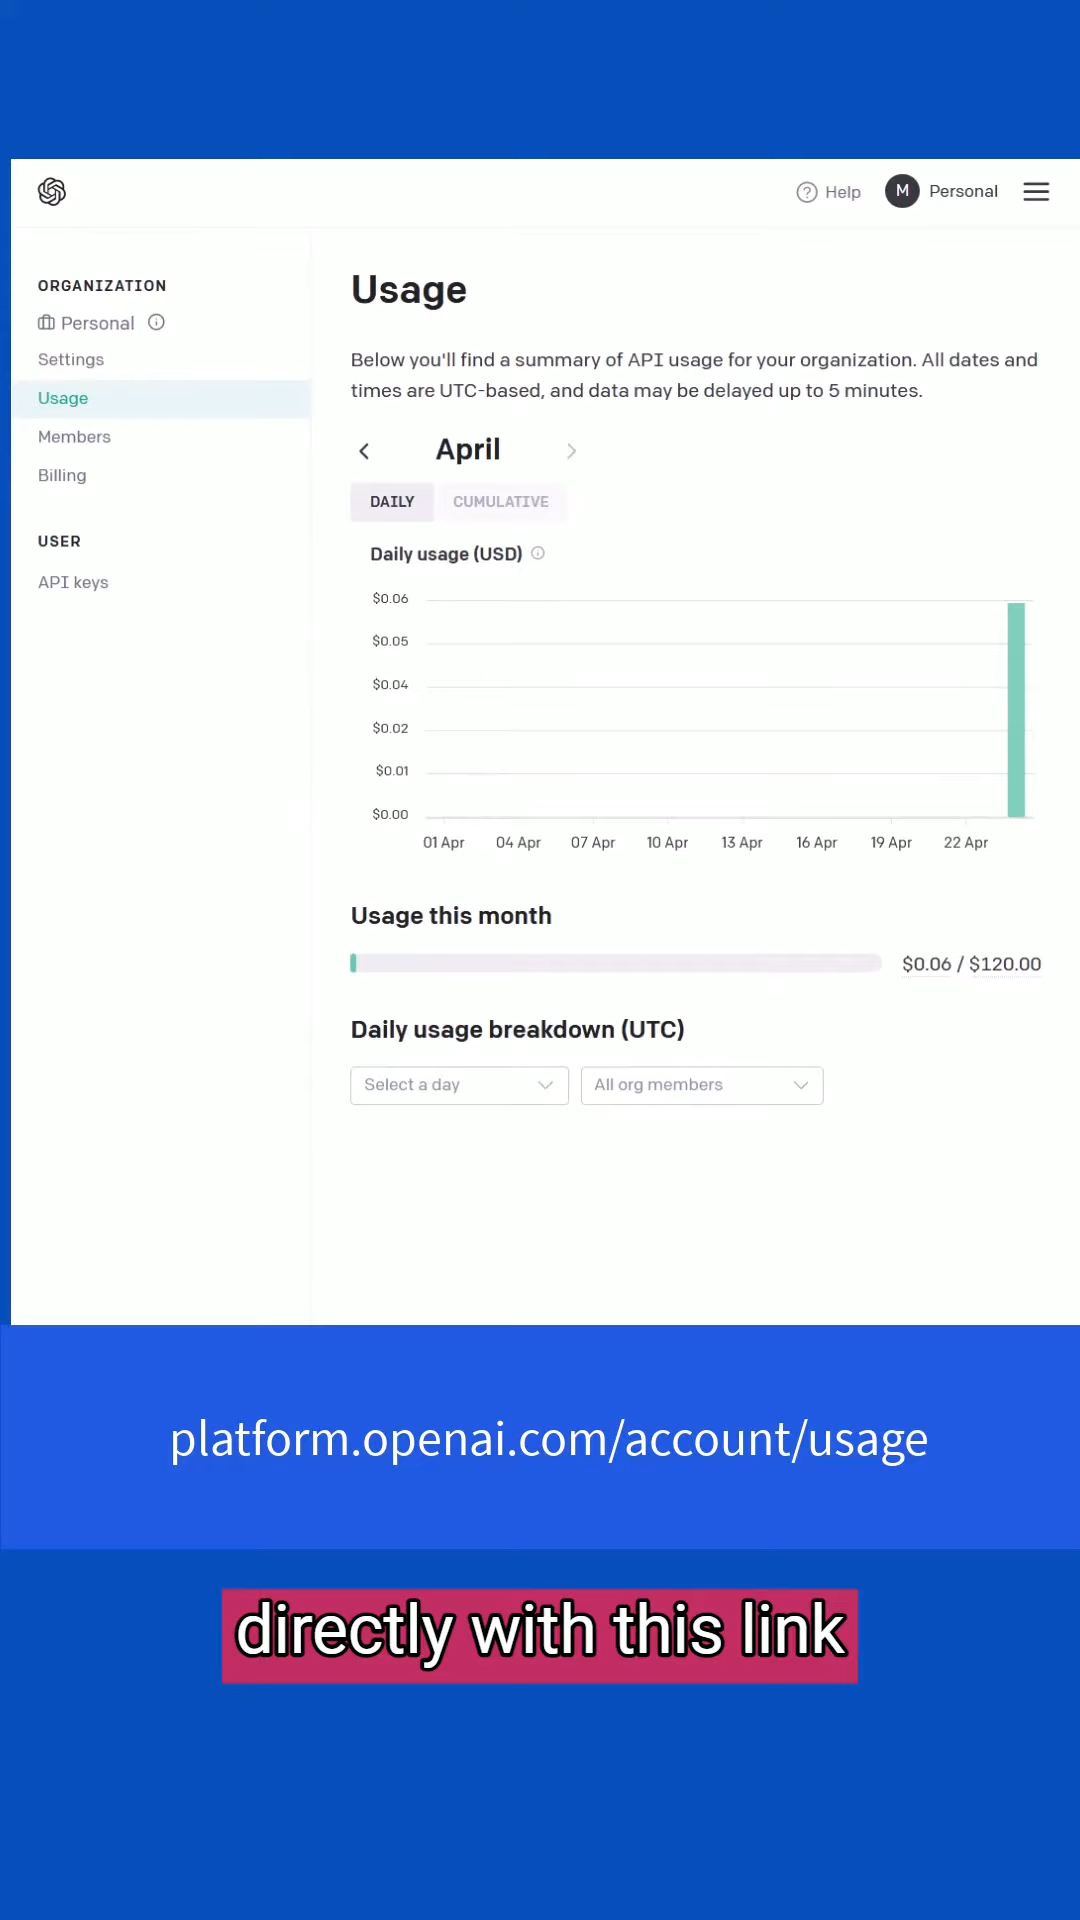 Help
M
Personal
ORGANIZATION
Personal
Settings
Usage
Members
Billing
USER
API keys
Usage
Below you'll find a summary of API usage for your organization. All dates and
times are UTC-based, and data may be delayed up to 5 minutes.
April
DAILY
CUMULATIVE
Daily usage (USD)
$0.06
$0.05
$0.04
$0.02
$0.01
$0.00
01 Apr 04 Apr 07 Apr 10 Apr 13 Apr 16 Apr 19 Apr 22 Apr
Usage this month
$0.06 / $120.00
Daily usage breakdown (UTC)
Select a day
All org members
platform.openai.com/account/usage
directly with this link